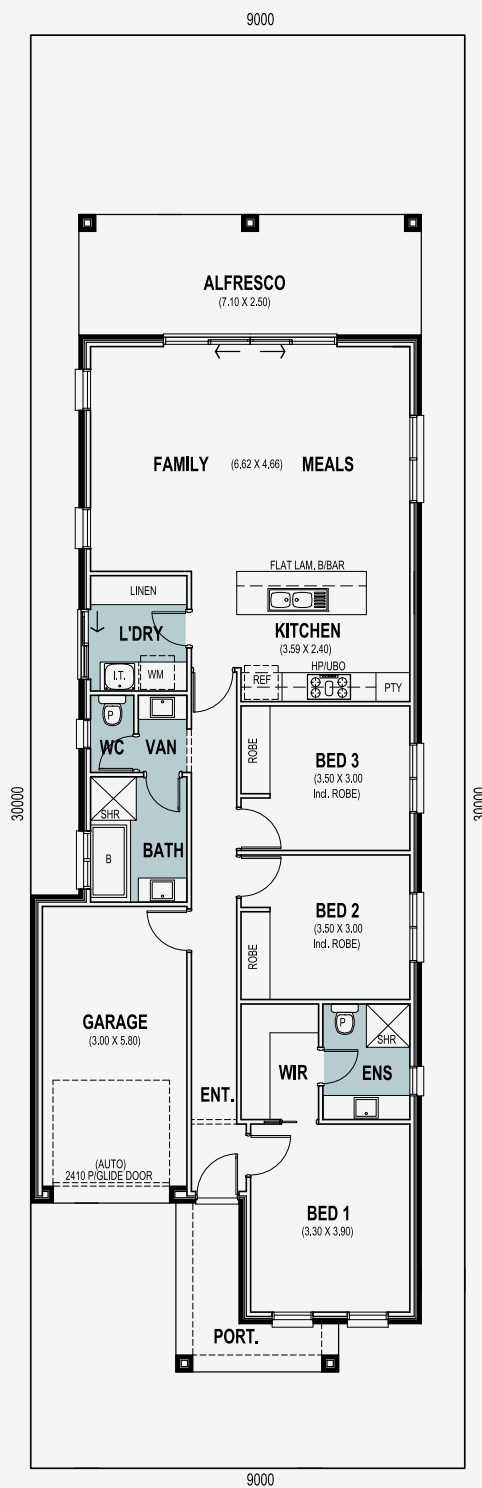 9000
ALFRESCO
(7.10 X 2.50)
FAMILY (6.62 X 4.66) MEALS
FLAT LAM. B/BAR
LINEN
L'DRY
KITCHEN
(3.59 X 2.40)
HP/UBO
I.T. WM
REF
PTY
P
WC VAN
ROBE
BED 3
(3.50 X 3.00
Incl. ROBE)
30000
30000
SHR
BATH
B
BED 2
(3.50 X 3.00
Incl. ROBE)
ROBE
GARAGE
(3.00 X 5.80)
P
SHR
WIR
ENS
ENT.
(AUTO)
2410 P/GLIDE DOOR
BED 1
(3.30 X 3.90)
PORT.
9000